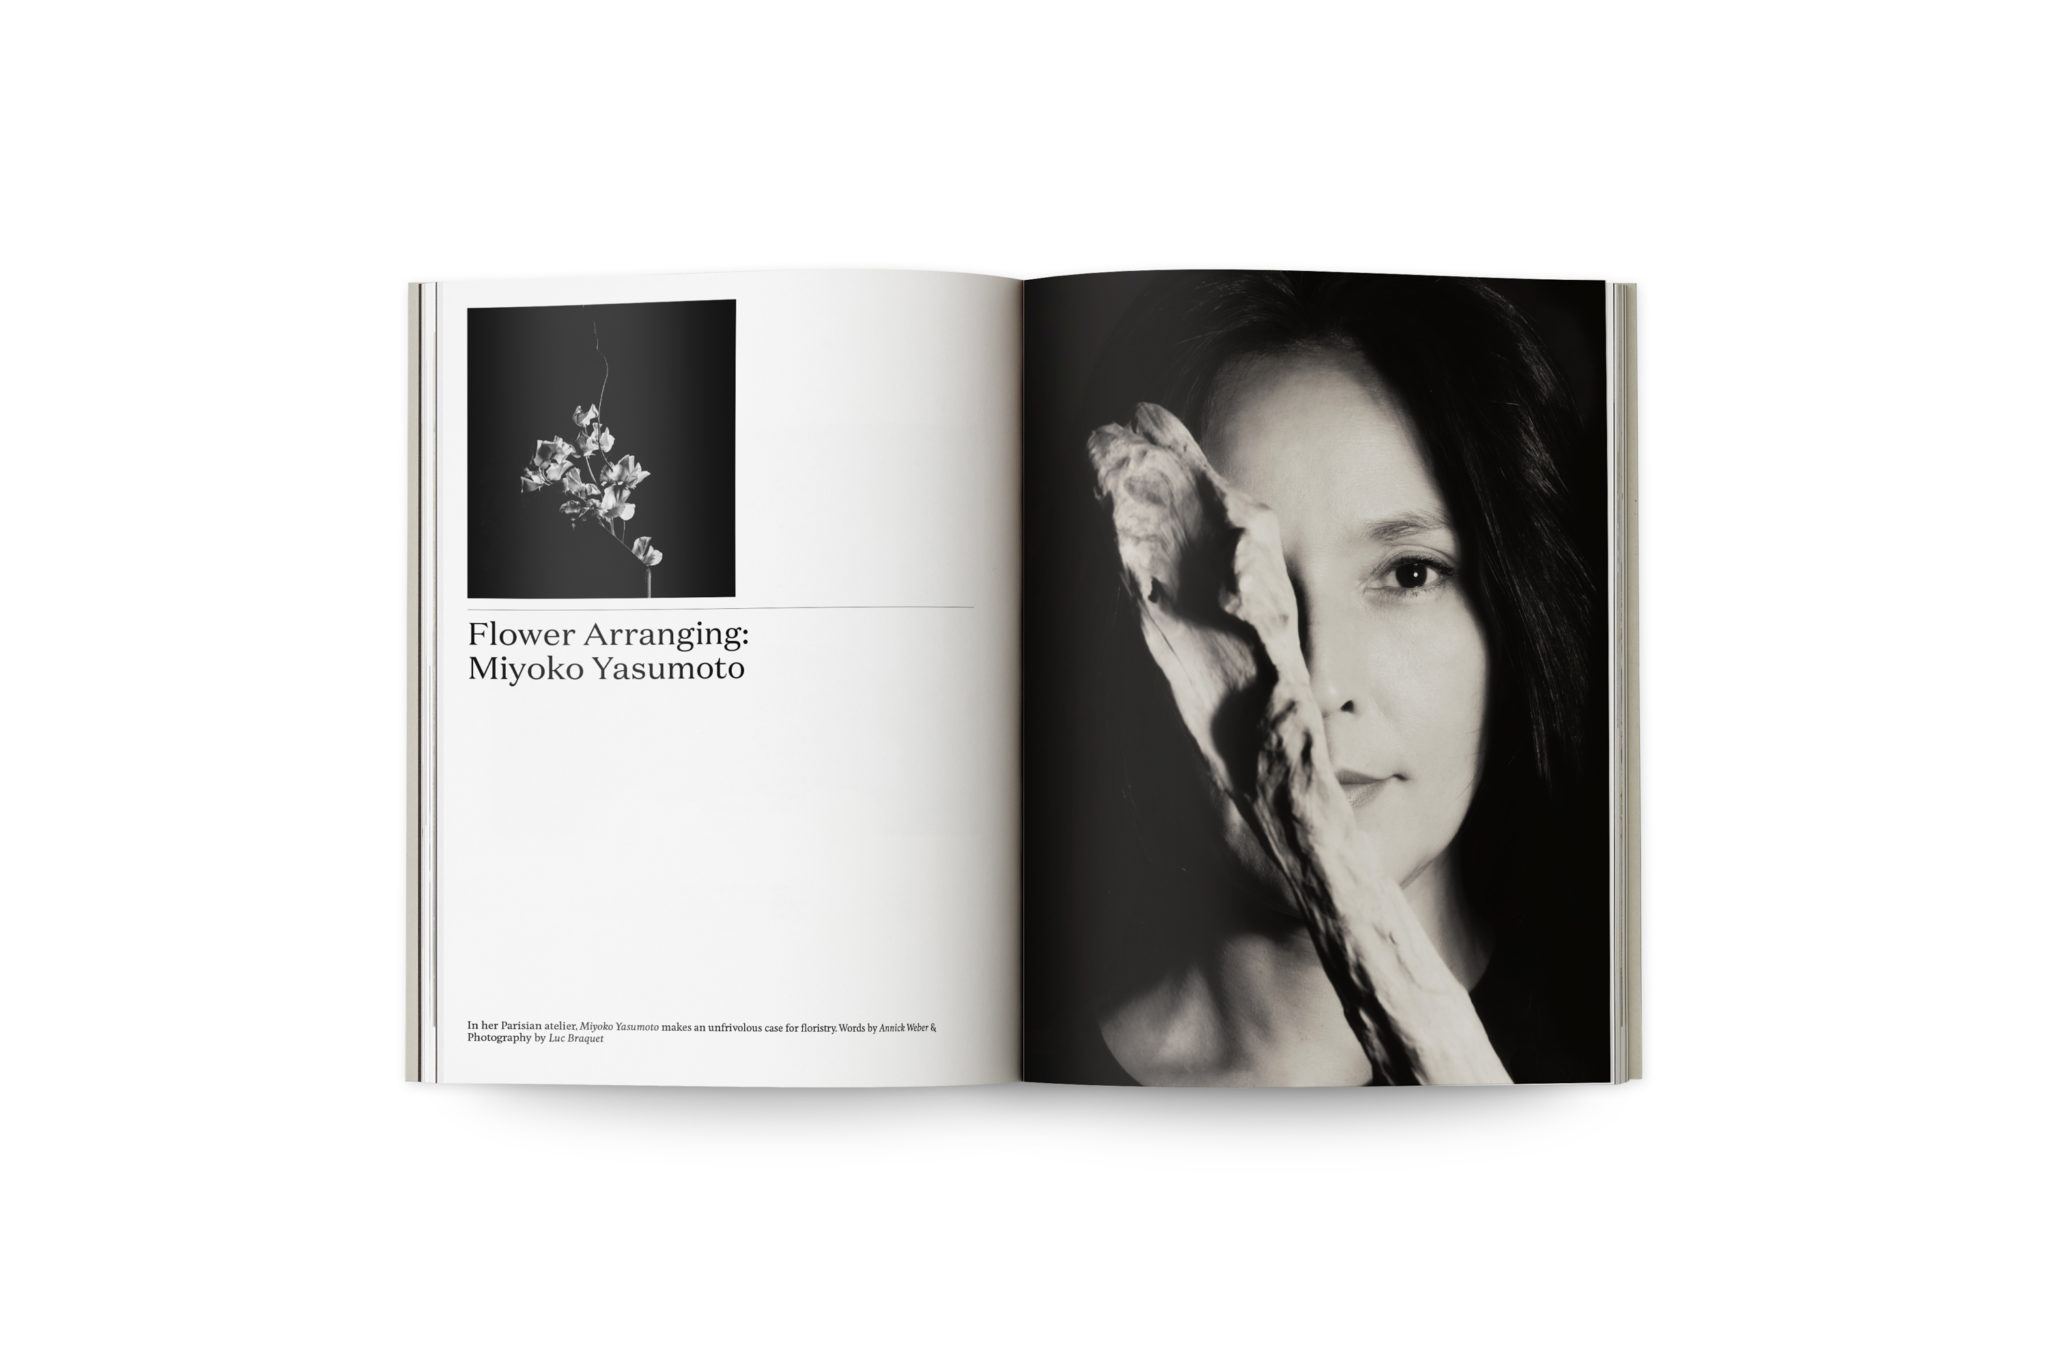 Flower Arranging:
Miyoko Yasumoto
In her Parisian atelier, Miyoko Yasumoto makes an unfrivolous case for floristry. Words by Annick Weber &
Photography by Luc Braquet